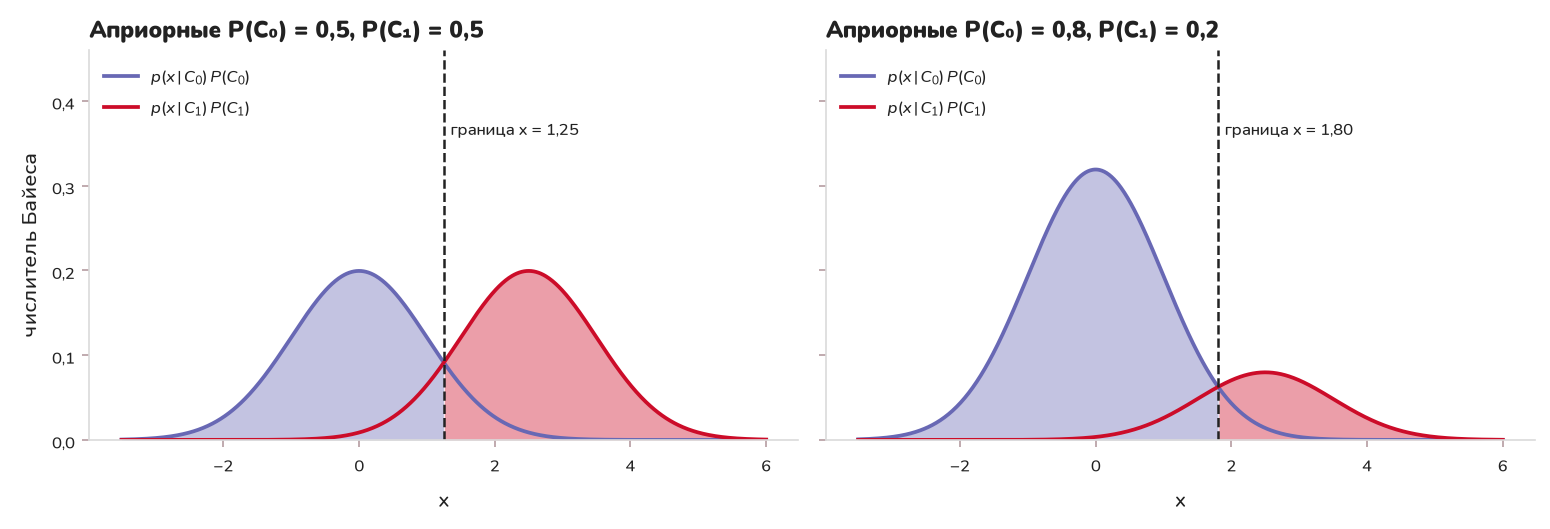 Априорные P(C₀) = 0,5, P(C₁) = 0,5
p(x | C₀) P(C₀)
p(x | C₁) P(C₁)
граница x = 1,25
числитель Байеса
0,4
0,3
0,2
0,1
0,0
−2 0 2 4 6
x
Априорные P(C₀) = 0,8, P(C₁) = 0,2
p(x | C₀) P(C₀)
p(x | C₁) P(C₁)
граница x = 1,80
−2 0 2 4 6
x